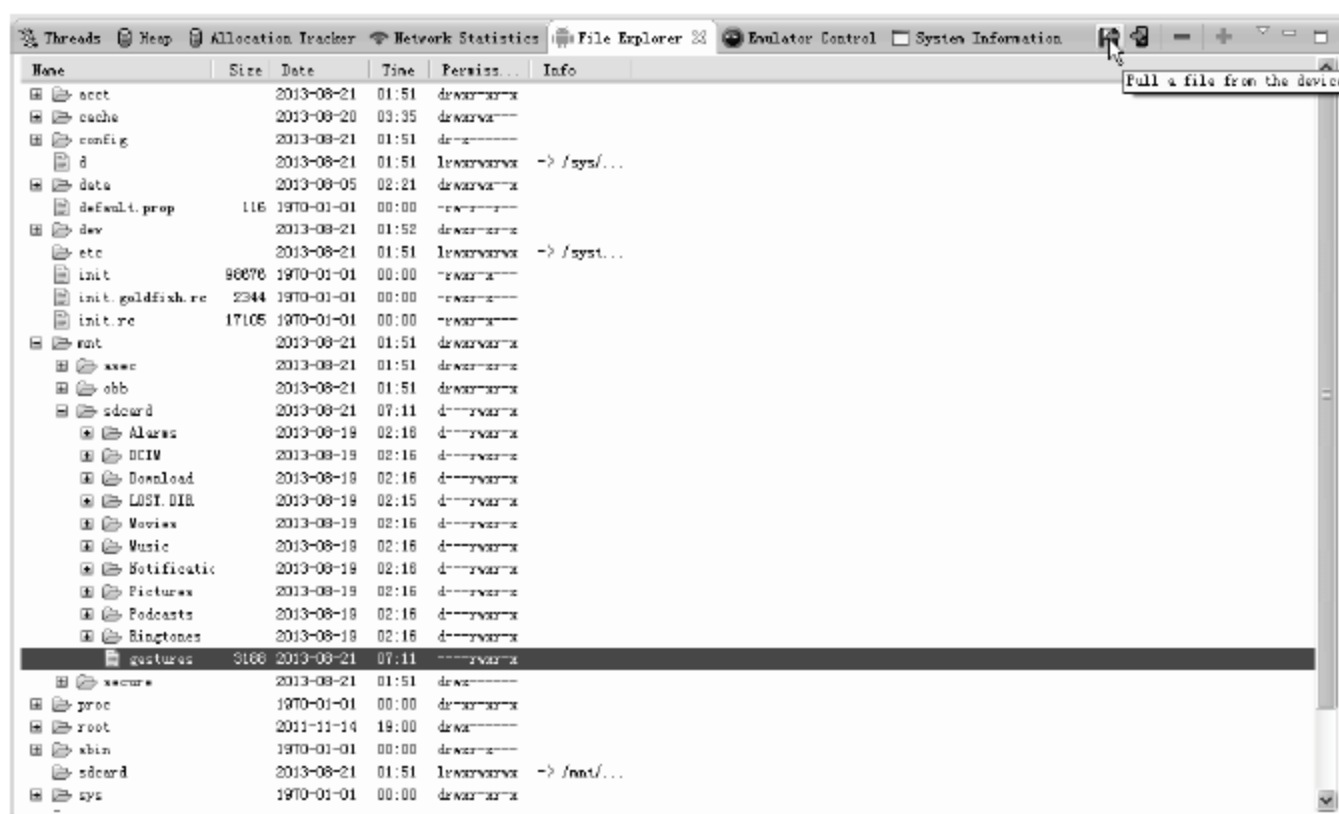 Threads Heap Allocation Tracker Network Statistics File Explorer Emulator Control System Information
Name Size Date Time Permiss... Info
Pull a file from the device
acct 2013-08-21 01:51 drwxr-xr-x
cache 2013-08-20 03:35 drwxrwx---
config 2013-08-21 01:51 dr-x------
d 2013-08-21 01:51 lrwxrwxrwx -> /sys/...
data 2013-08-05 02:21 drwxrwx--x
default.prop 116 1970-01-01 00:00 -rw-r--r--
dev 2013-08-21 01:52 drwxr-xr-x
etc 2013-08-21 01:51 lrwxrwxrwx -> /syst...
init 98676 1970-01-01 00:00 -rwxr-x---
init.goldfish.rc 2344 1970-01-01 00:00 -rwxr-x---
init.rc 17105 1970-01-01 00:00 -rwxr-x---
mnt 2013-08-21 01:51 drwxrwxr-x
asec 2013-08-21 01:51 drwxr-xr-x
obb 2013-08-21 01:51 drwxr-xr-x
sdcard 2013-08-21 07:11 d---rwxr-x
Alarms 2013-08-19 02:16 d---rwxr-x
DCIM 2013-08-19 02:16 d---rwxr-x
Download 2013-08-19 02:16 d---rwxr-x
LOST.DIR 2013-08-19 02:15 d---rwxr-x
Movies 2013-08-19 02:16 d---rwxr-x
Music 2013-08-19 02:16 d---rwxr-x
Notificatic 2013-08-19 02:16 d---rwxr-x
Pictures 2013-08-19 02:16 d---rwxr-x
Podcasts 2013-08-19 02:16 d---rwxr-x
Ringtones 2013-08-19 02:16 d---rwxr-x
gestures 3166 2013-08-21 07:11 ----rwxr-x
secure 2013-08-21 01:51 drwx------
proc 1970-01-01 00:00 dr-xr-xr-x
root 2011-11-14 19:00 drwx------
sbin 1970-01-01 00:00 drwxr-x---
sdcard 2013-08-21 01:51 lrwxrwxrwx -> /mnt/...
sys 1970-01-01 00:00 drwxr-xr-x